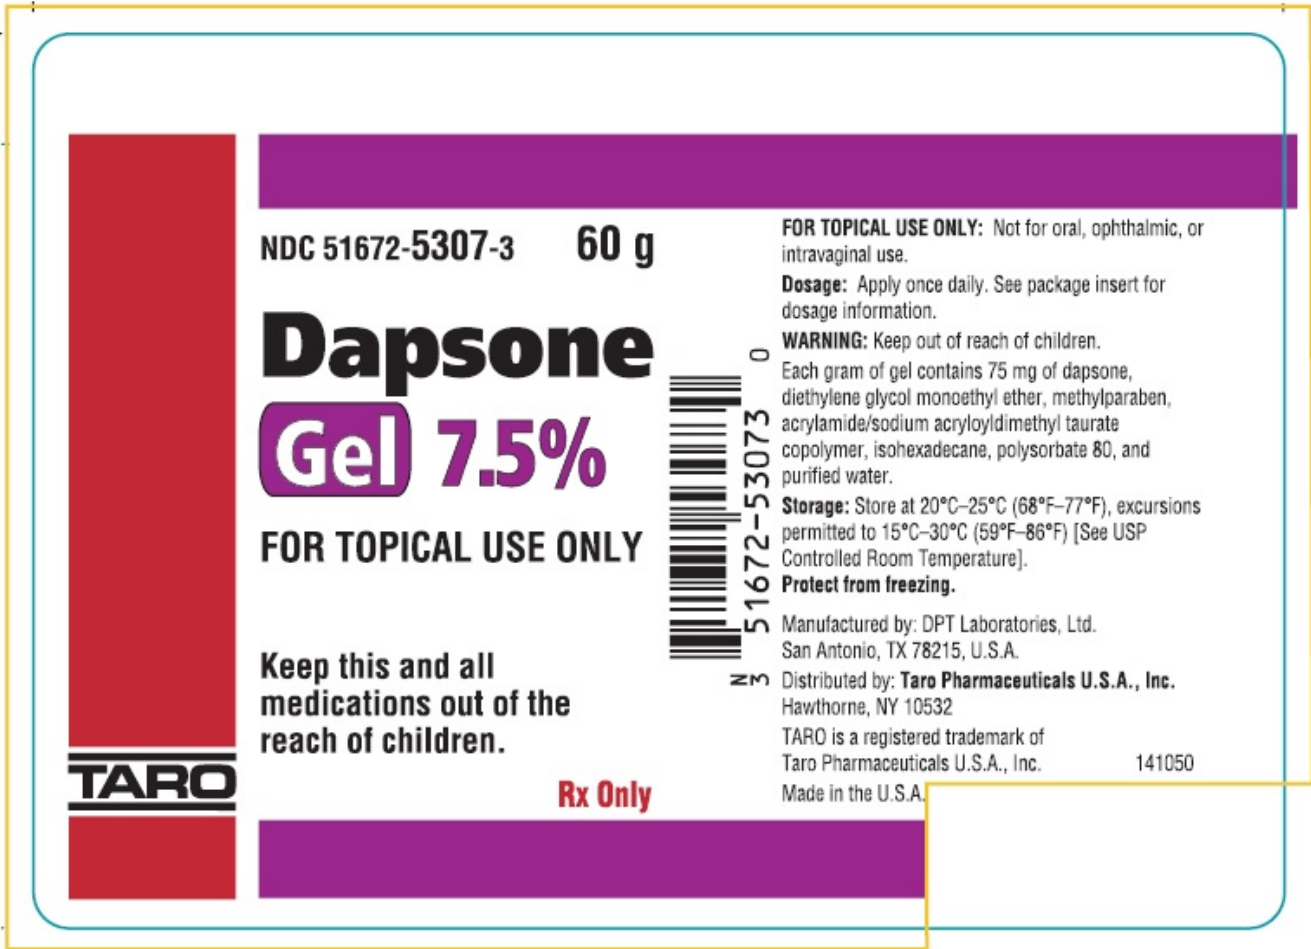 NDC 51672-5307-3 60 g
Dapsone
Gel 7.5%
FOR TOPICAL USE ONLY
Keep this and all
medications out of the
reach of children.
Rx Only
TARO
N
3 51672-53073 0
FOR TOPICAL USE ONLY: Not for oral, ophthalmic, or
intravaginal use.
Dosage: Apply once daily. See package insert for
dosage information.
WARNING: Keep out of reach of children.
Each gram of gel contains 75 mg of dapsone,
diethylene glycol monoethyl ether, methylparaben,
acrylamide/sodium acryloyldimethyl taurate
copolymer, isohexadecane, polysorbate 80, and
purified water.
Storage: Store at 20°C–25°C (68°F–77°F), excursions
permitted to 15°C–30°C (59°F–86°F) [See USP
Controlled Room Temperature].
Protect from freezing.
Manufactured by: DPT Laboratories, Ltd.
San Antonio, TX 78215, U.S.A.
Distributed by: Taro Pharmaceuticals U.S.A., Inc.
Hawthorne, NY 10532
TARO is a registered trademark of
Taro Pharmaceuticals U.S.A., Inc. 141050
Made in the U.S.A.